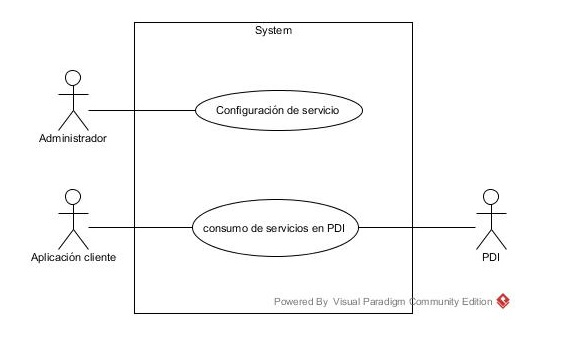 System
Configuración de servicio
Administrador
consumo de servicios en PDI
Aplicación cliente
PDI
Powered By Visual Paradigm Community Edition